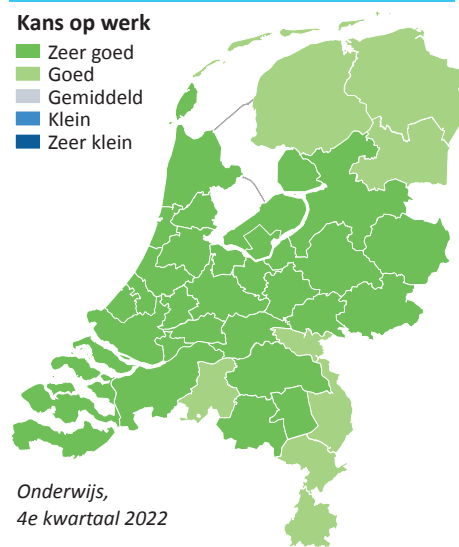 Kans op werk
Zeer goed
Goed
Gemiddeld
Klein
Zeer klein
Onderwijs,
4e kwartaal 2022